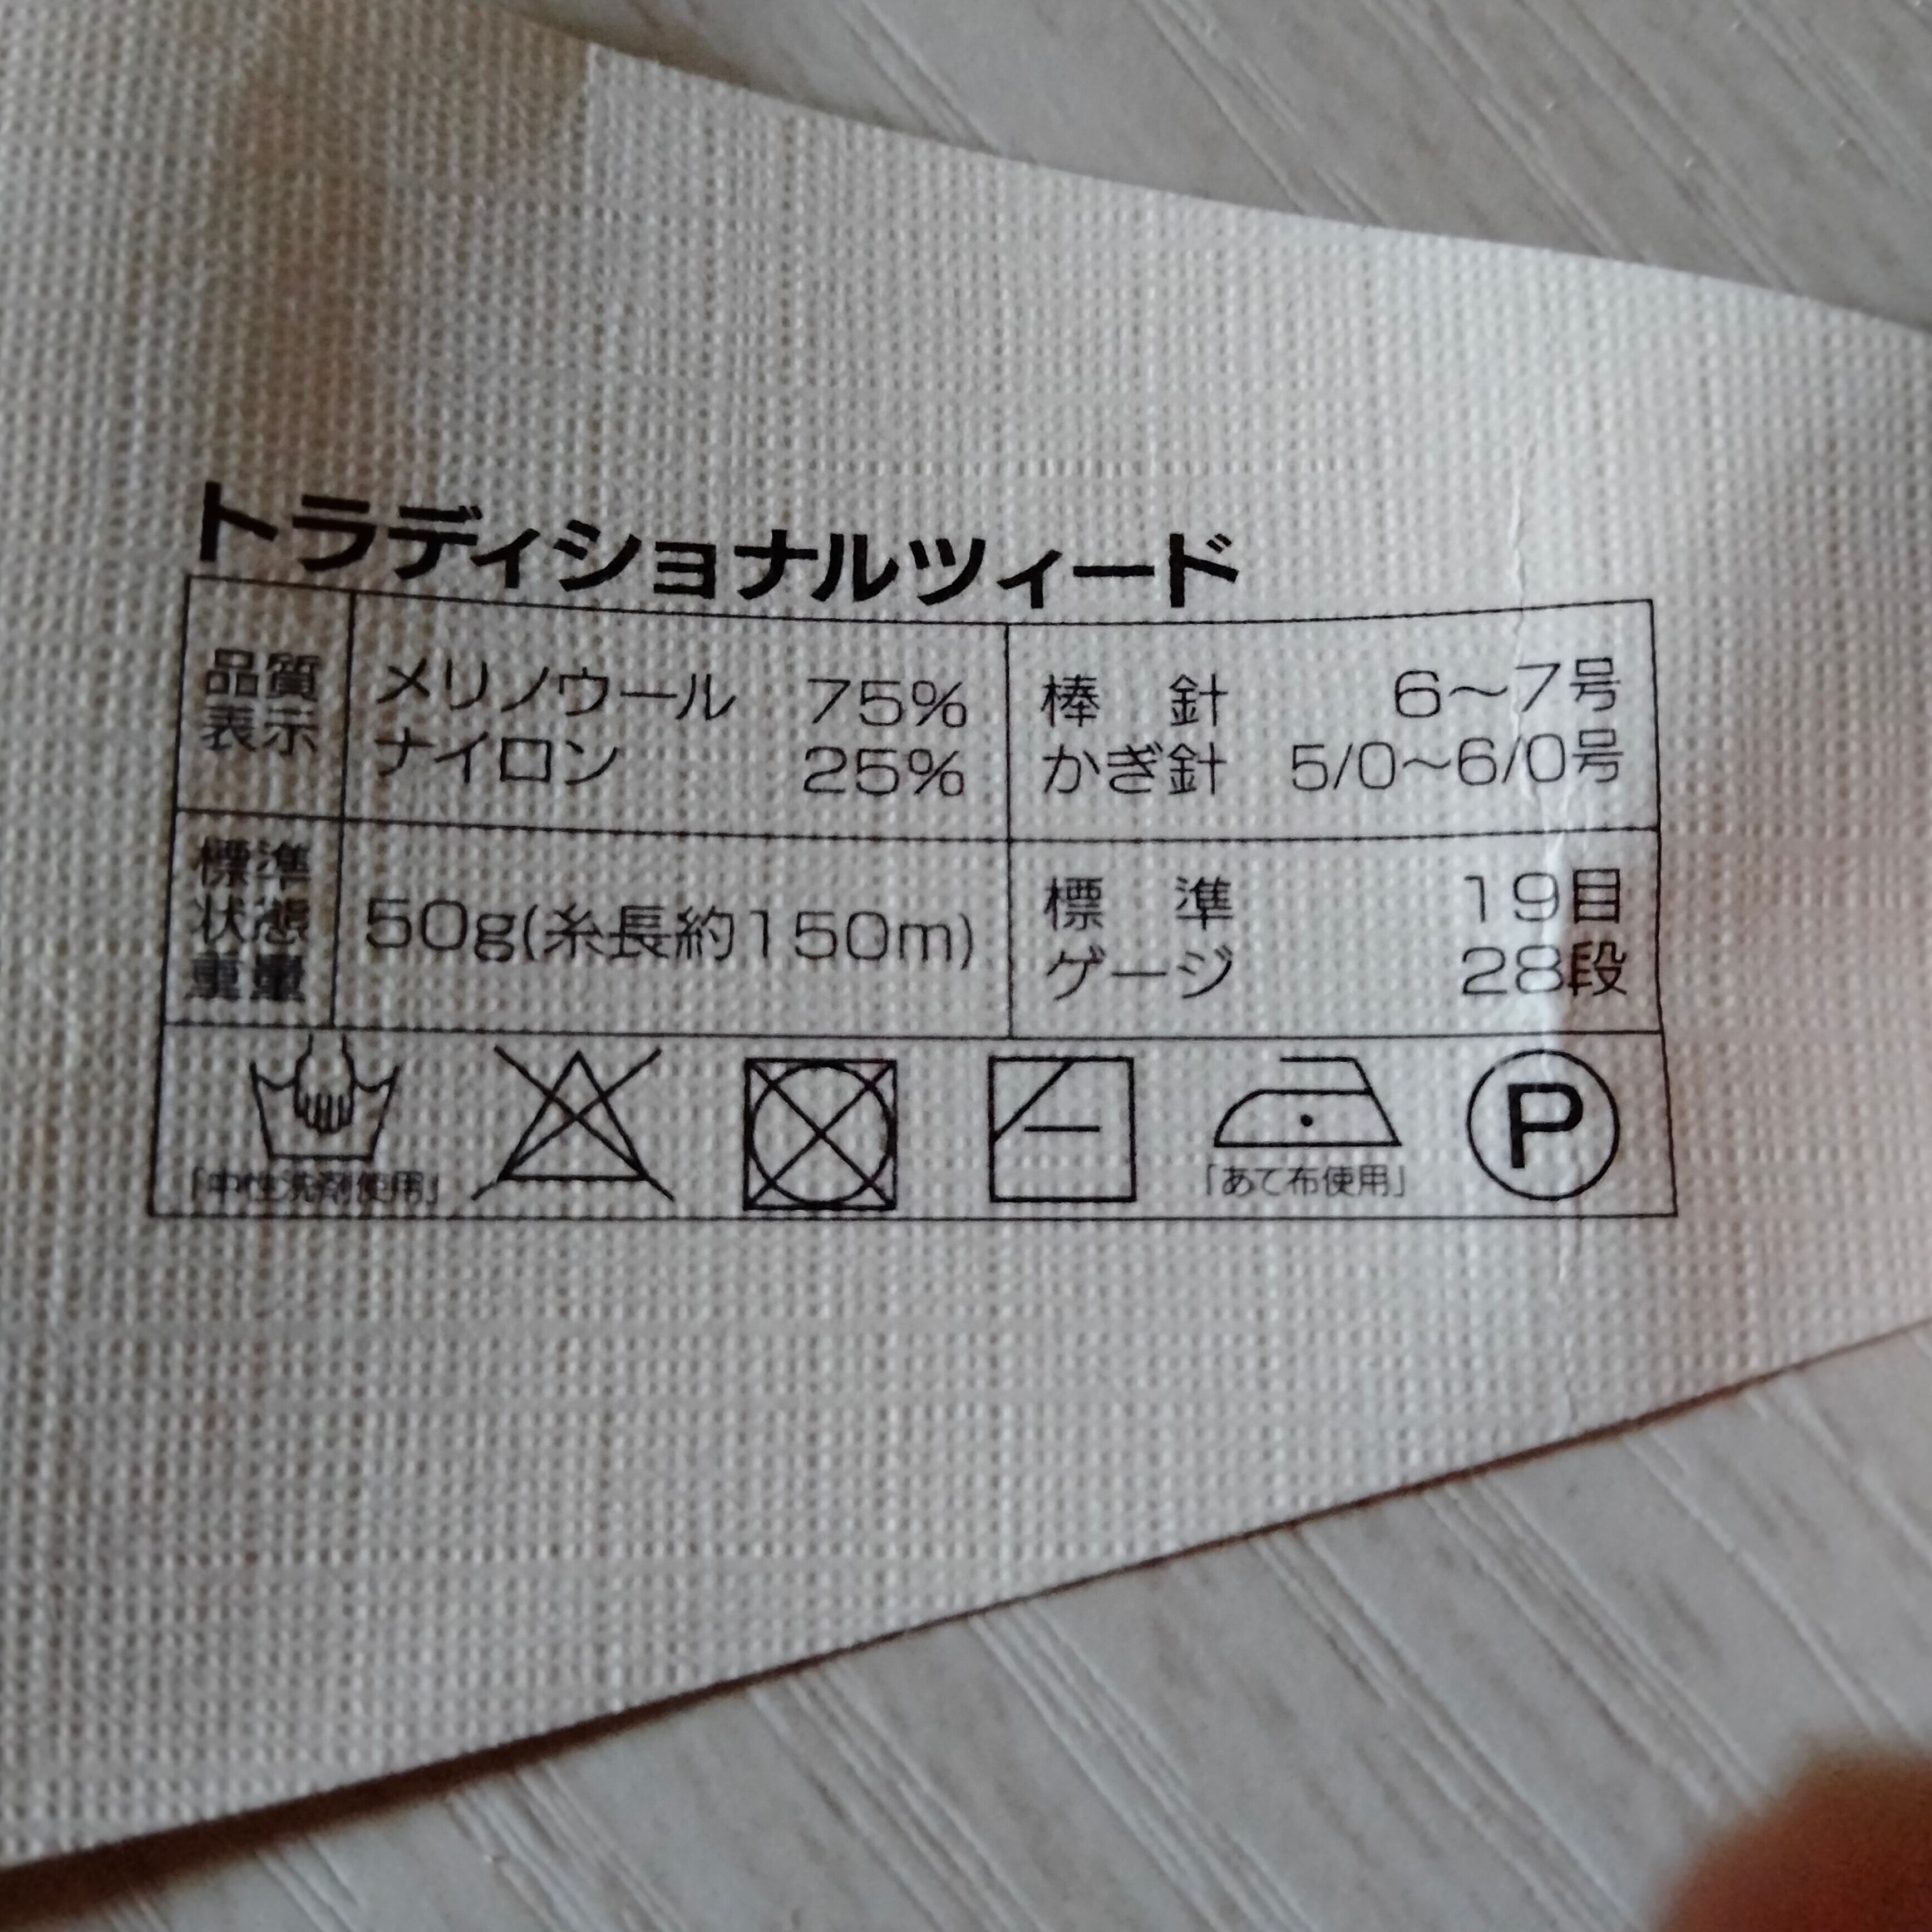 トラディショナルツィード
品質
表示
メリノウール 75%
ナイロン 25%
棒 針 6〜7号
かぎ針 5/0〜6/0号
標準
状態
重量
50g(糸長約150m)
標 準 19目
ゲージ 28段
「中性洗剤使用」
「あて布使用」
P